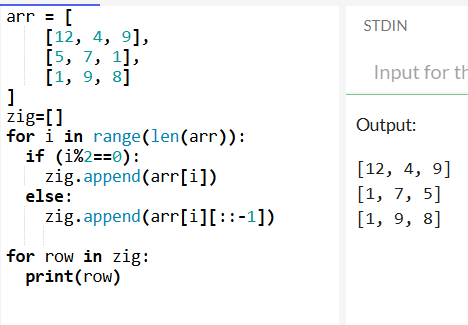 arr = [
    [12, 4, 9],
    [5, 7, 1],
    [1, 9, 8]
]
zig=[]
for i in range(len(arr)):
  if (i%2==0):
    zig.append(arr[i])
  else:
    zig.append(arr[i][::-1])

for row in zig:
  print(row)
STDIN
Input for th
Output:
[12, 4, 9]
[1, 7, 5]
[1, 9, 8]